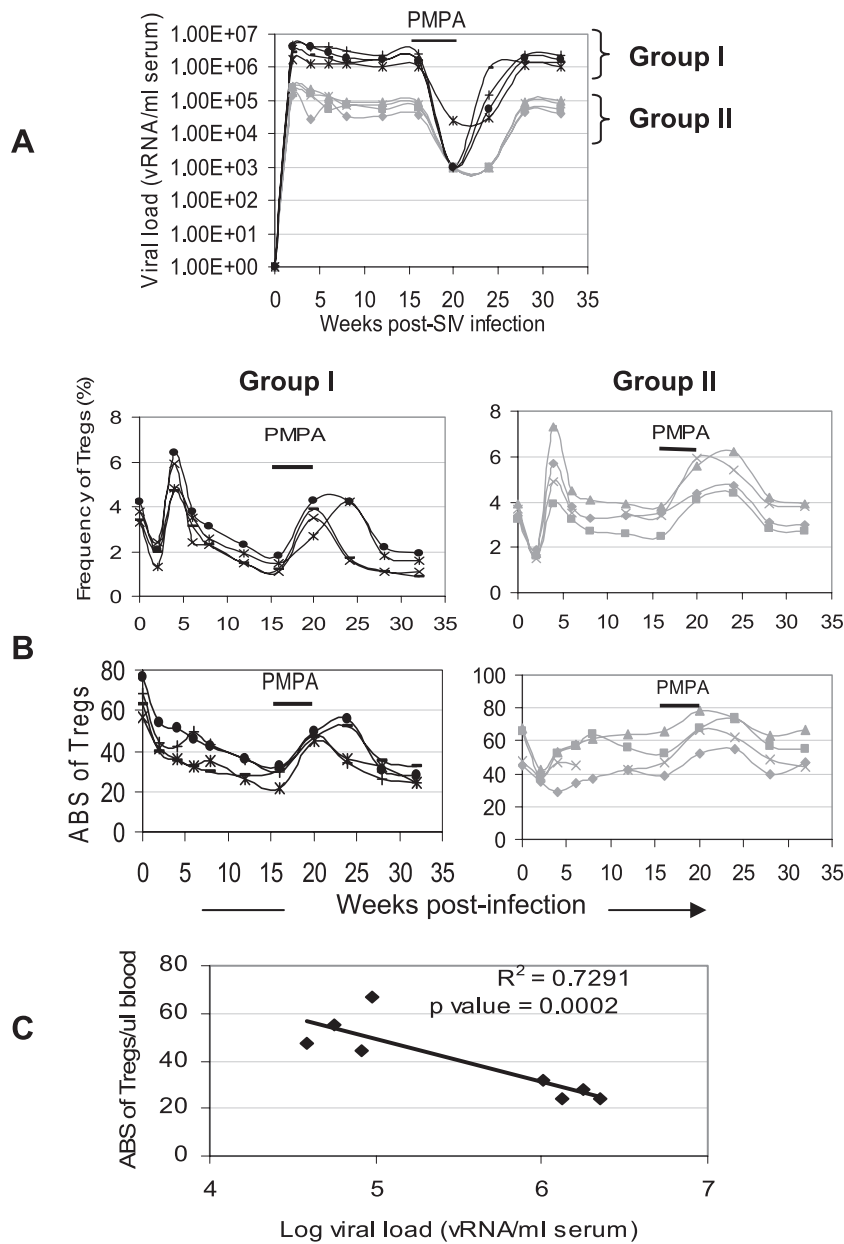 A
PMPA
Viral load (vRNA/ml serum)
1.00E+07
1.00E+06
1.00E+05
1.00E+04
1.00E+03
1.00E+02
1.00E+01
1.00E+00
0 5 10 15 20 25 30 35
Weeks post-SIV infection
Group I
Group II
B
Group I
Frequency of Tregs (%)
8
6
4
2
0
PMPA
0 5 10 15 20 25 30 35
Group II
8
6
4
2
0
PMPA
0 5 10 15 20 25 30 35
ABS of Tregs
80
60
40
20
0
PMPA
0 5 10 15 20 25 30 35
100
80
60
40
20
0
PMPA
0 5 10 15 20 25 30 35
Weeks post-infection
C
ABS of Tregs/ul blood
80
60
40
20
0
R² = 0.7291
p value = 0.0002
4 5 6 7
Log viral load (vRNA/ml serum)